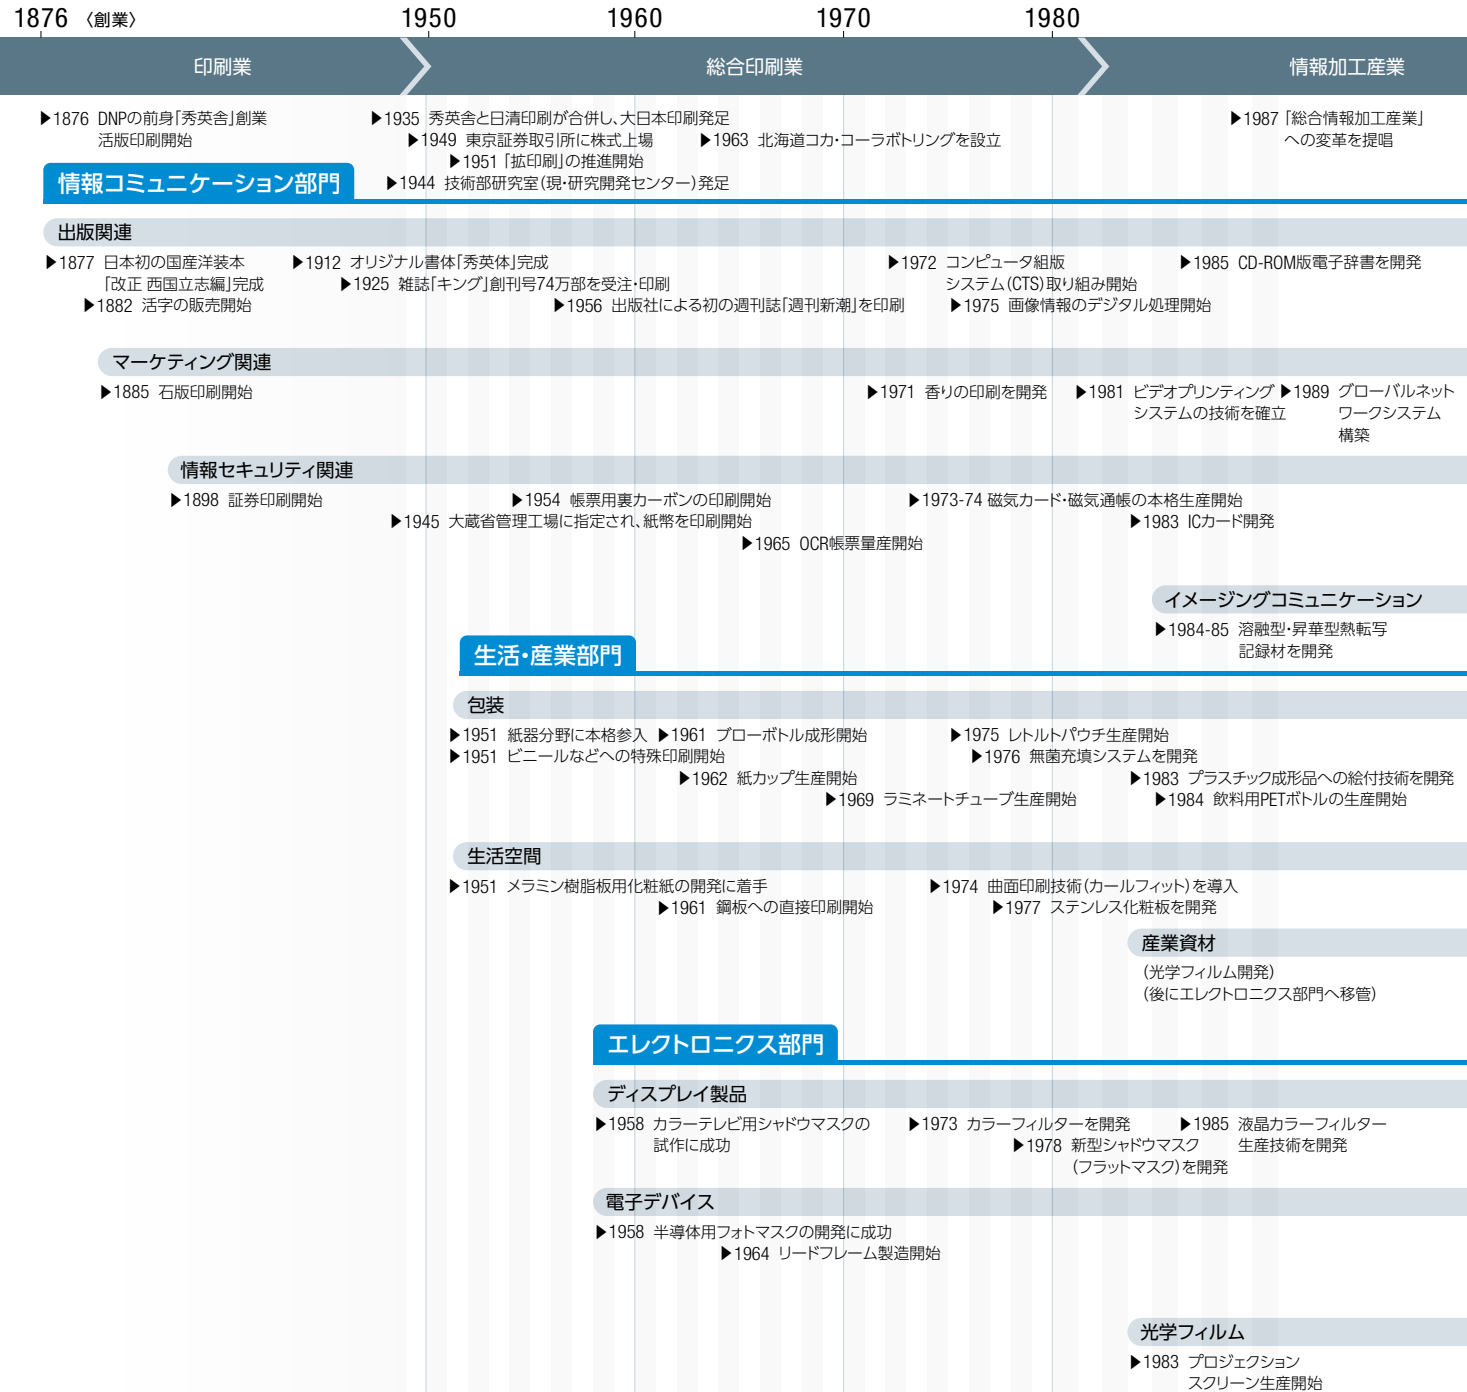 1876 〈創業〉 1950 1960 1970 1980
印刷業 総合印刷業 情報加工産業
▶1876 DNPの前身「秀英舎」創業
活版印刷開始
▶1935 秀英舎と日清印刷が合併し、大日本印刷発足
▶1949 東京証券取引所に株式上場
▶1963 北海道コカ・コーラボトリングを設立
▶1951「拡印刷」の推進開始
▶1944 技術部研究室(現・研究開発センター)発足
▶1987「総合情報加工産業」
への変革を提唱
情報コミュニケーション部門
出版関連
▶1877 日本初の国産洋装本
「改正 西国立志編」完成
▶1882 活字の販売開始
▶1912 オリジナル書体「秀英体」完成
▶1925 雑誌「キング」創刊号74万部を受注・印刷
▶1956 出版社による初の週刊誌「週刊新潮」を印刷
▶1972 コンピュータ組版
システム(CTS)取り組み開始
▶1975 画像情報のデジタル処理開始
▶1985 CD-ROM版電子辞書を開発
マーケティング関連
▶1885 石版印刷開始
▶1971 香りの印刷を開発
▶1981 ビデオプリンティング
システムの技術を確立
▶1989 グローバルネット
ワークシステム
構築
情報セキュリティ関連
▶1898 証券印刷開始
▶1954 帳票用裏カーボンの印刷開始
▶1945 大蔵省管理工場に指定され、紙幣を印刷開始
▶1965 OCR帳票量産開始
▶1973-74 磁気カード・磁気通帳の本格生産開始
▶1983 ICカード開発
イメージングコミュニケーション
▶1984-85 溶融型・昇華型熱転写
記録材を開発
生活・産業部門
包装
▶1951 紙器分野に本格参入
▶1961 ブローボトル成形開始
▶1951 ビニールなどへの特殊印刷開始
▶1962 紙カップ生産開始
▶1969 ラミネートチューブ生産開始
▶1975 レトルトパウチ生産開始
▶1976 無菌充填システムを開発
▶1983 プラスチック成形品への絵付技術を開発
▶1984 飲料用PETボトルの生産開始
生活空間
▶1951 メラミン樹脂板用化粧紙の開発に着手
▶1961 鋼板への直接印刷開始
▶1974 曲面印刷技術(カールフィット)を導入
▶1977 ステンレス化粧板を開発
産業資材
(光学フィルム開発)
(後にエレクトロニクス部門へ移管)
エレクトロニクス部門
ディスプレイ製品
▶1958 カラーテレビ用シャドウマスクの
試作に成功
▶1973 カラーフィルターを開発
▶1978 新型シャドウマスク
(フラットマスク)を開発
▶1985 液晶カラーフィルター
生産技術を開発
電子デバイス
▶1958 半導体用フォトマスクの開発に成功
▶1964 リードフレーム製造開始
光学フィルム
▶1983 プロジェクション
スクリーン生産開始